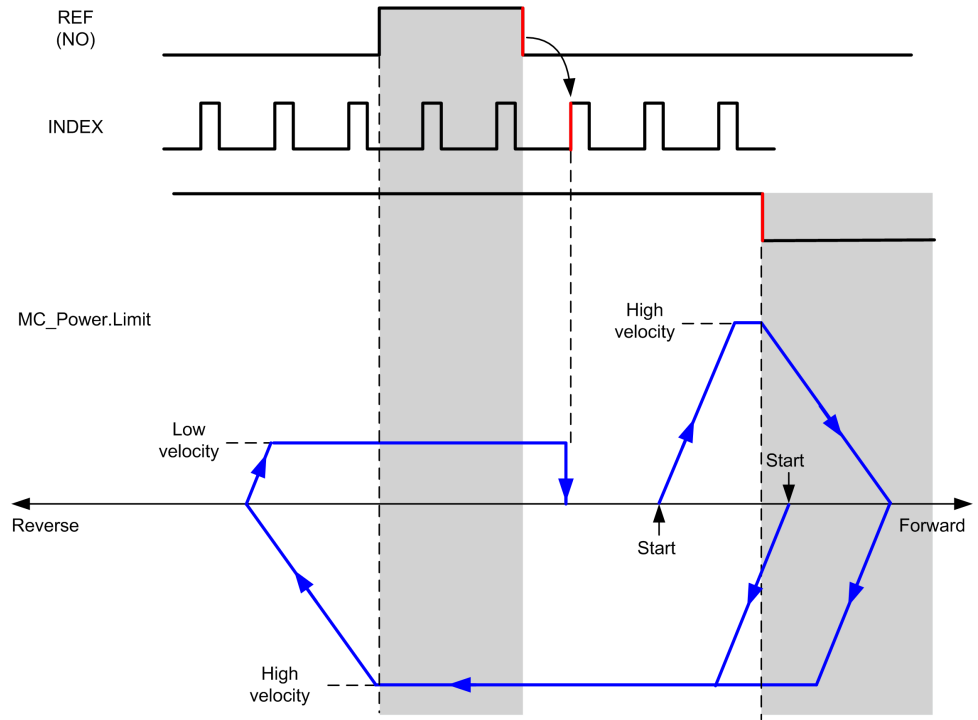 REF
(NO)
INDEX
MC_Power.Limit
High
velocity
Low
velocity
Start
Reverse
Forward
Start
High
velocity